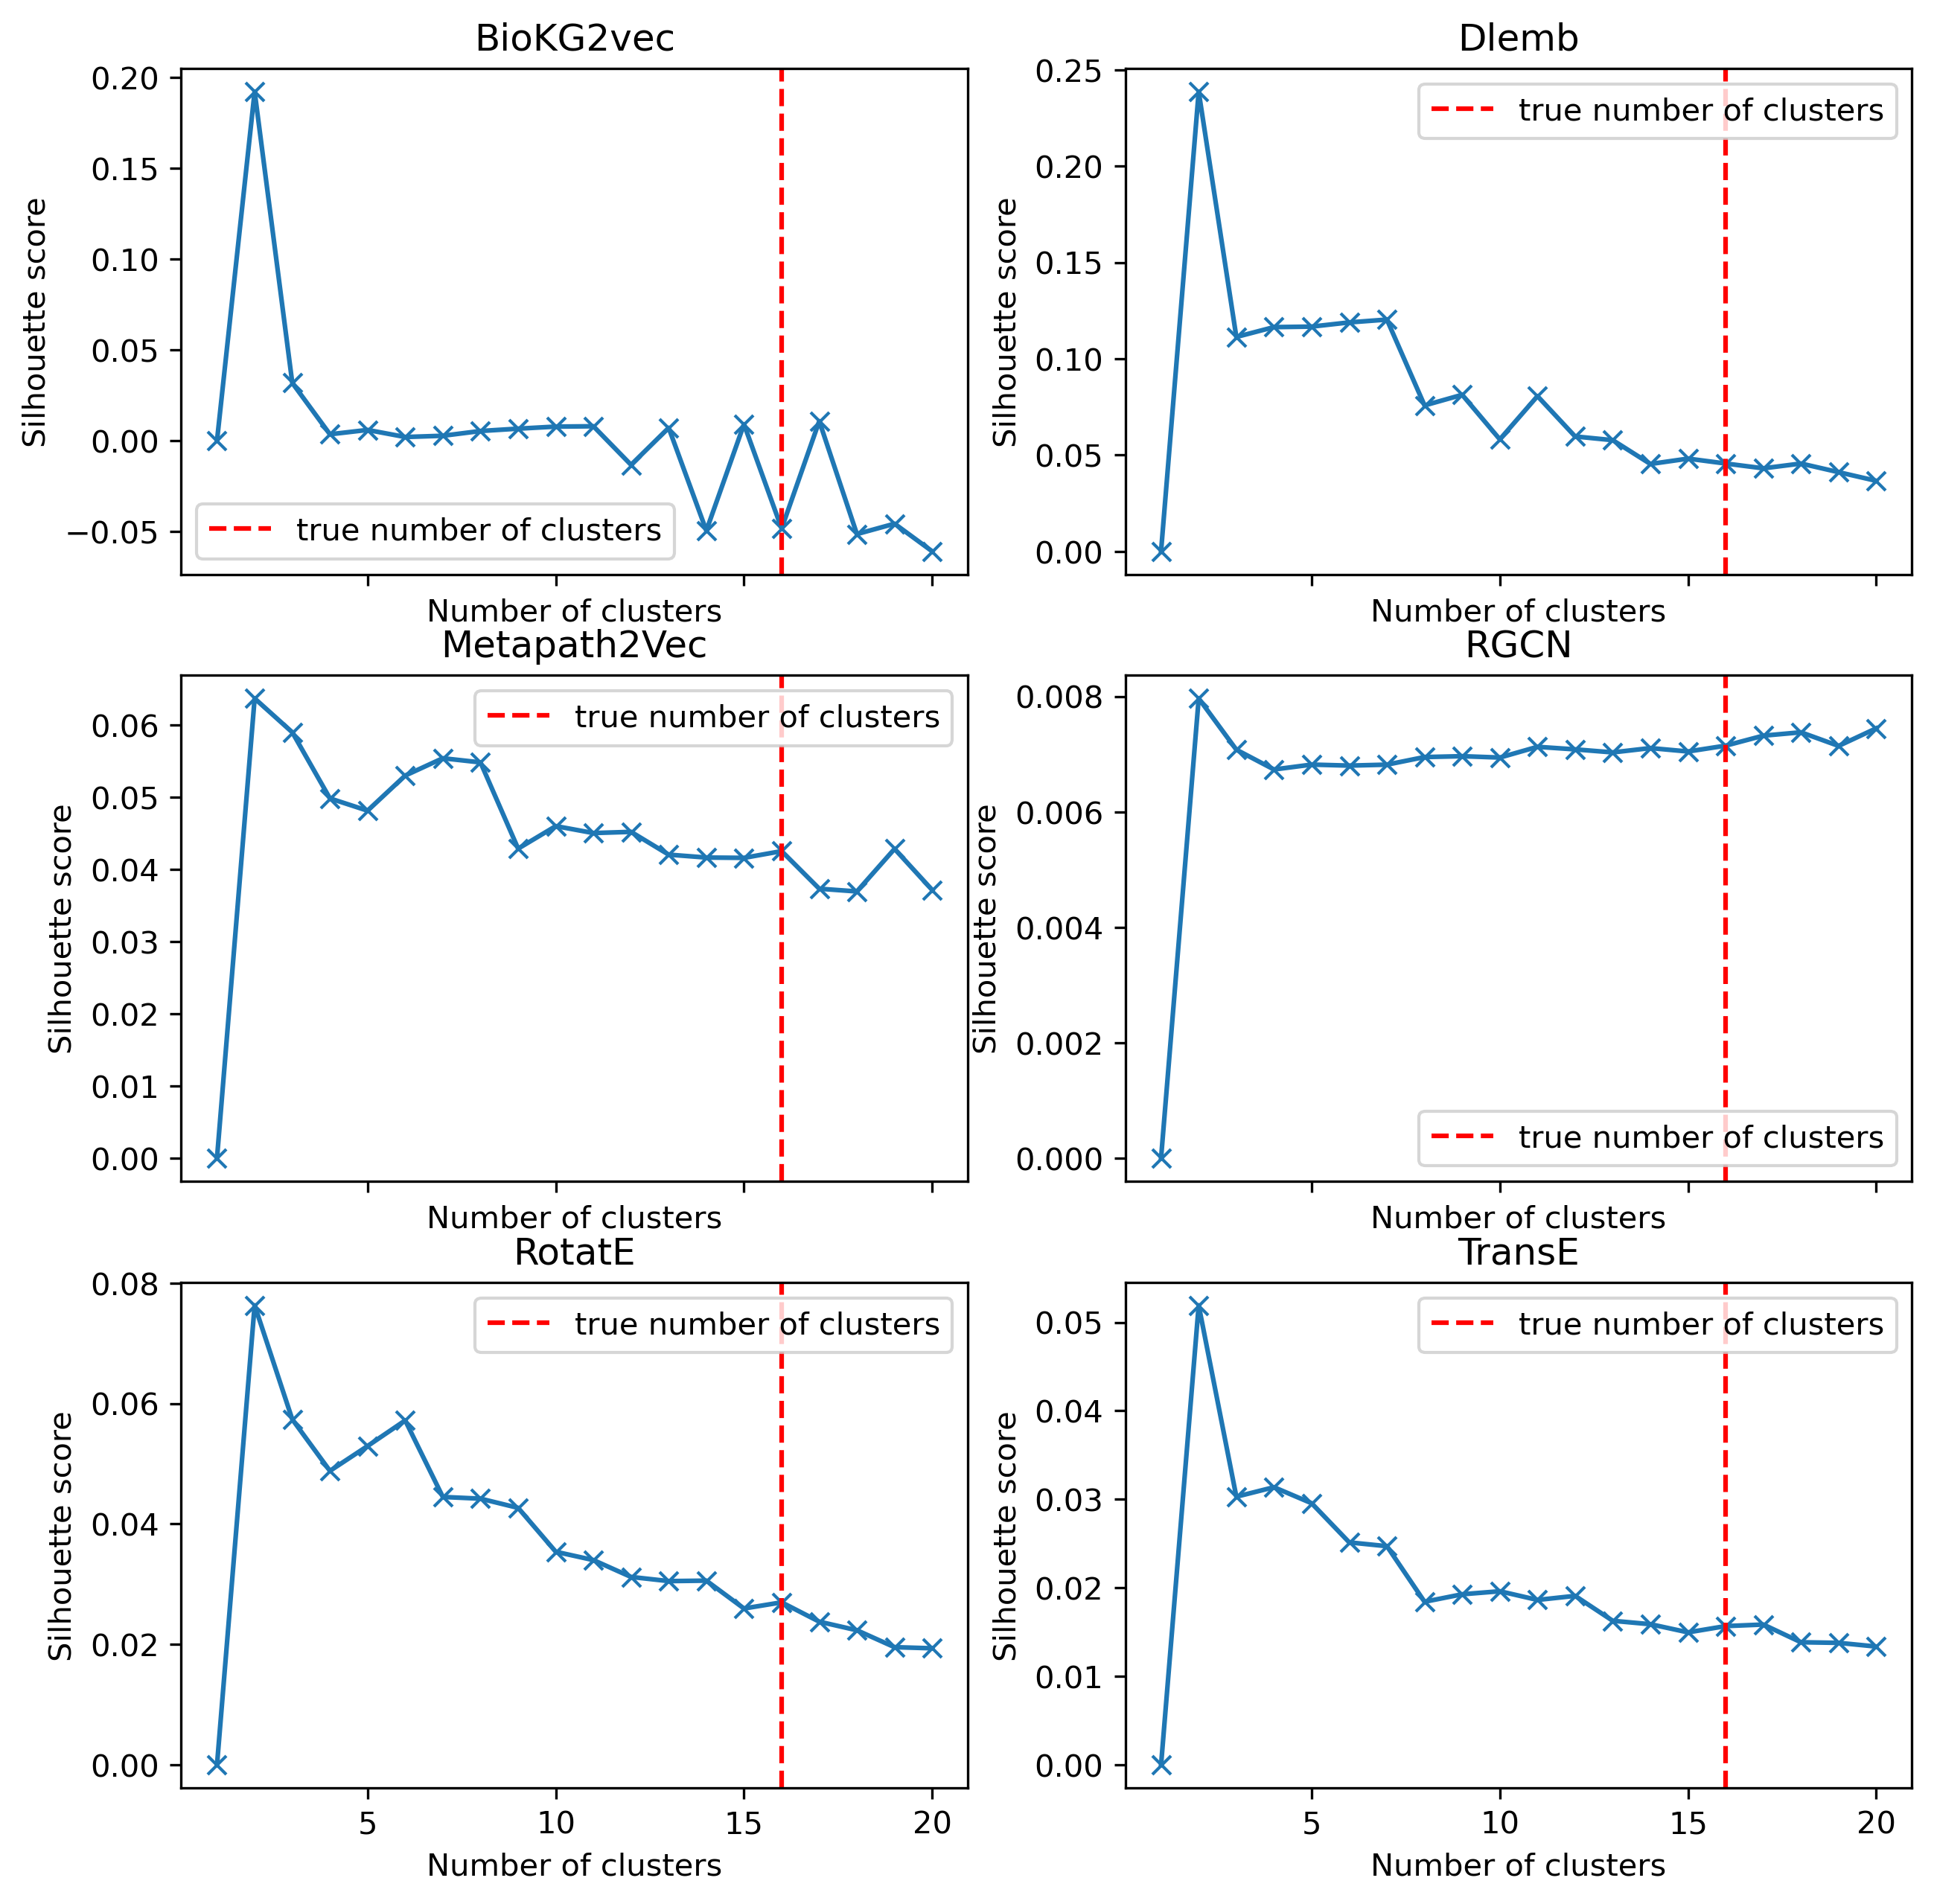 BioKG2vec
0.20
0.15
0.10
0.05
0.00
−0.05
Silhouette score
true number of clusters
Number of clusters
Dlemb
0.25
0.20
0.15
0.10
0.05
0.00
Silhouette score
true number of clusters
Number of clusters
Metapath2Vec
0.06
0.05
0.04
0.03
0.02
0.01
0.00
Silhouette score
true number of clusters
Number of clusters
RGCN
0.008
0.006
0.004
0.002
0.000
Silhouette score
true number of clusters
Number of clusters
RotatE
0.08
0.06
0.04
0.02
0.00
Silhouette score
true number of clusters
5 10 15 20
Number of clusters
TransE
0.05
0.04
0.03
0.02
0.01
0.00
Silhouette score
true number of clusters
5 10 15 20
Number of clusters